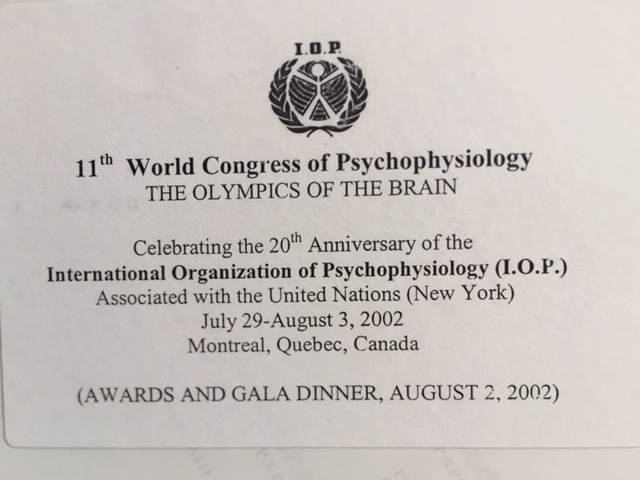 I.O.P.
11th World Congress of Psychophysiology
THE OLYMPICS OF THE BRAIN
Celebrating the 20th Anniversary of the
International Organization of Psychophysiology (I.O.P.)
Associated with the United Nations (New York)
July 29-August 3, 2002
Montreal, Quebec, Canada
(AWARDS AND GALA DINNER, AUGUST 2, 2002)